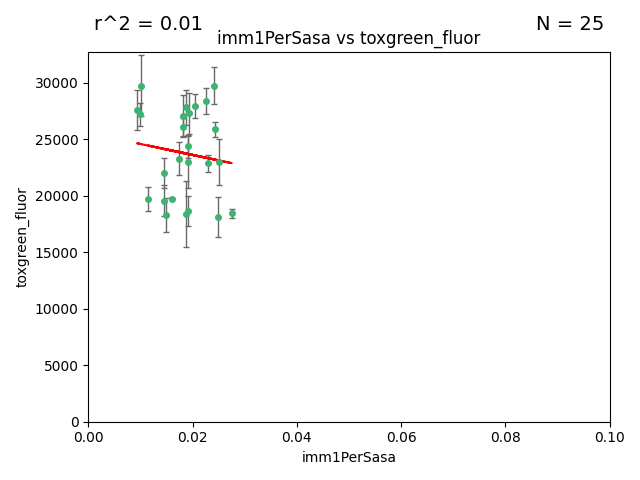 r^2 = 0.01
N = 25
imm1PerSasa vs toxgreen_fluor
30000
25000
20000
15000
10000
5000
0
toxgreen_fluor
0.00
0.02
0.04
0.06
0.08
0.10
imm1PerSasa